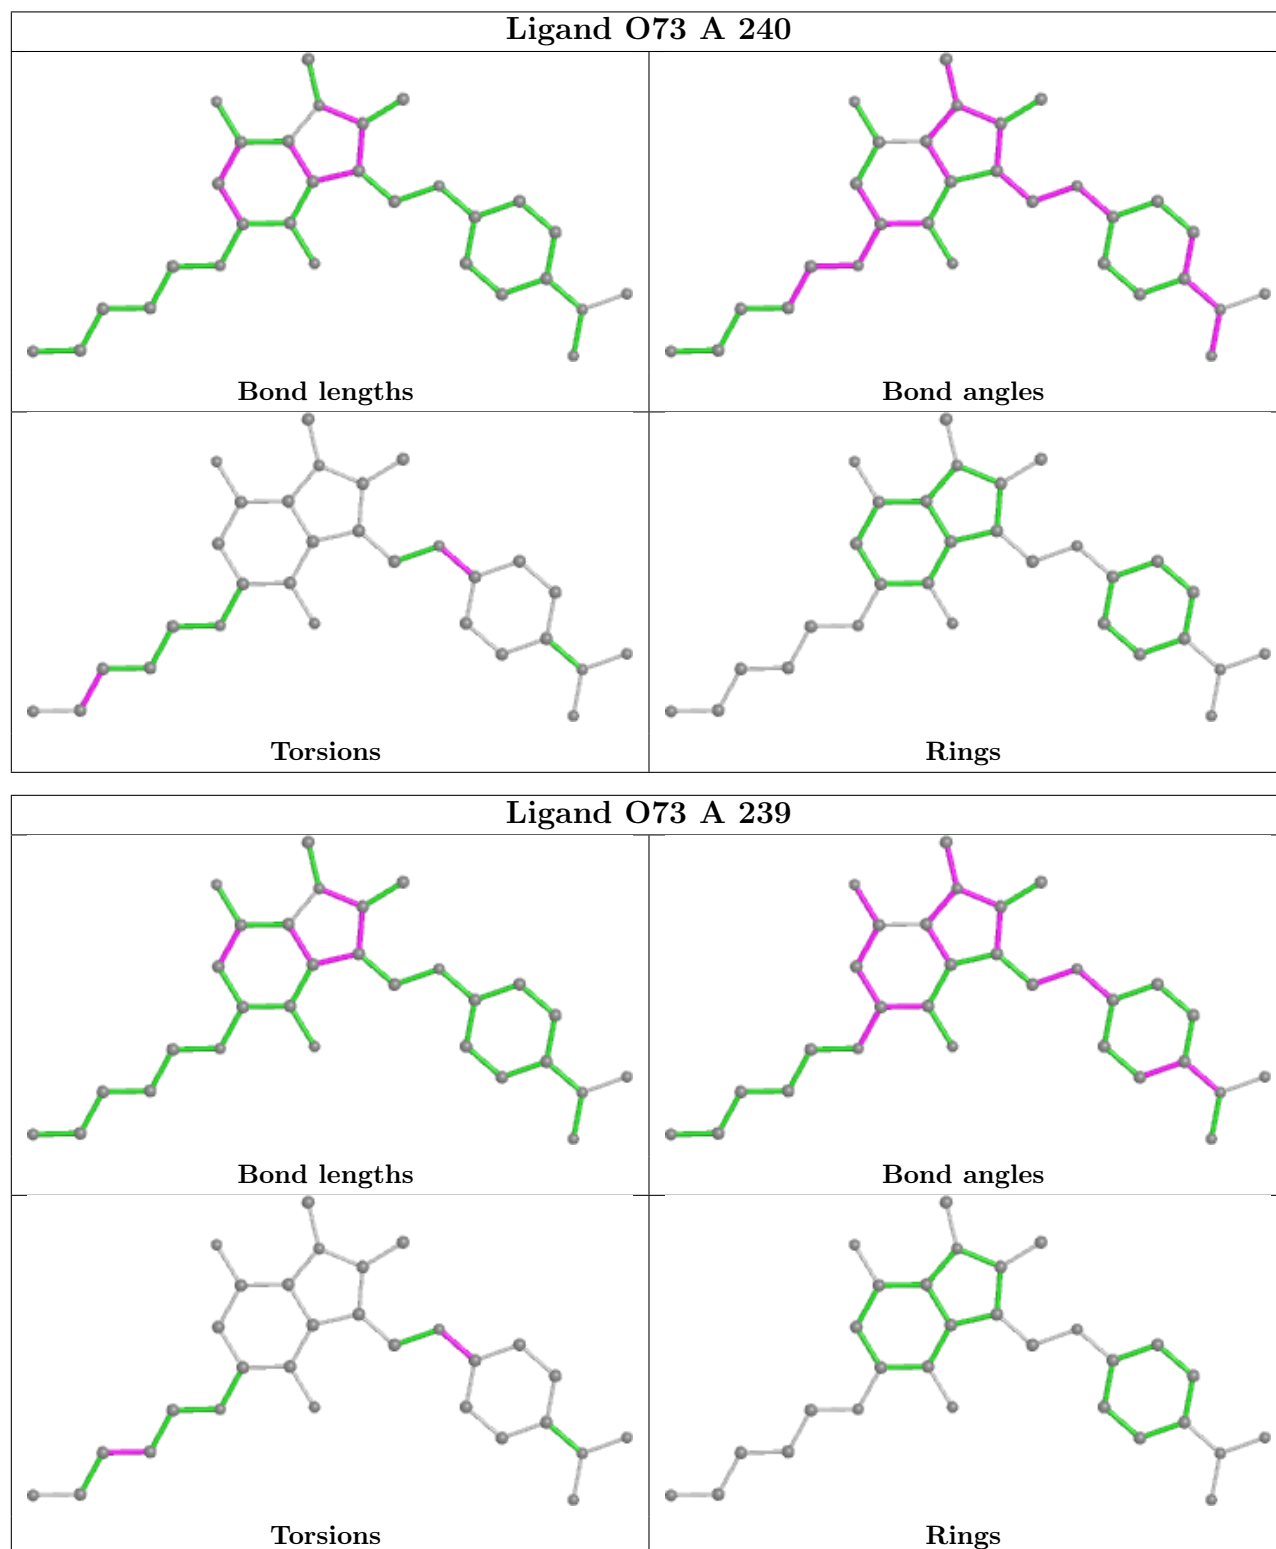 Ligand O73 A 240
Bond lengths
Bond angles
Torsions
Rings
Ligand O73 A 239
Bond lengths
Bond angles
Torsions
Rings